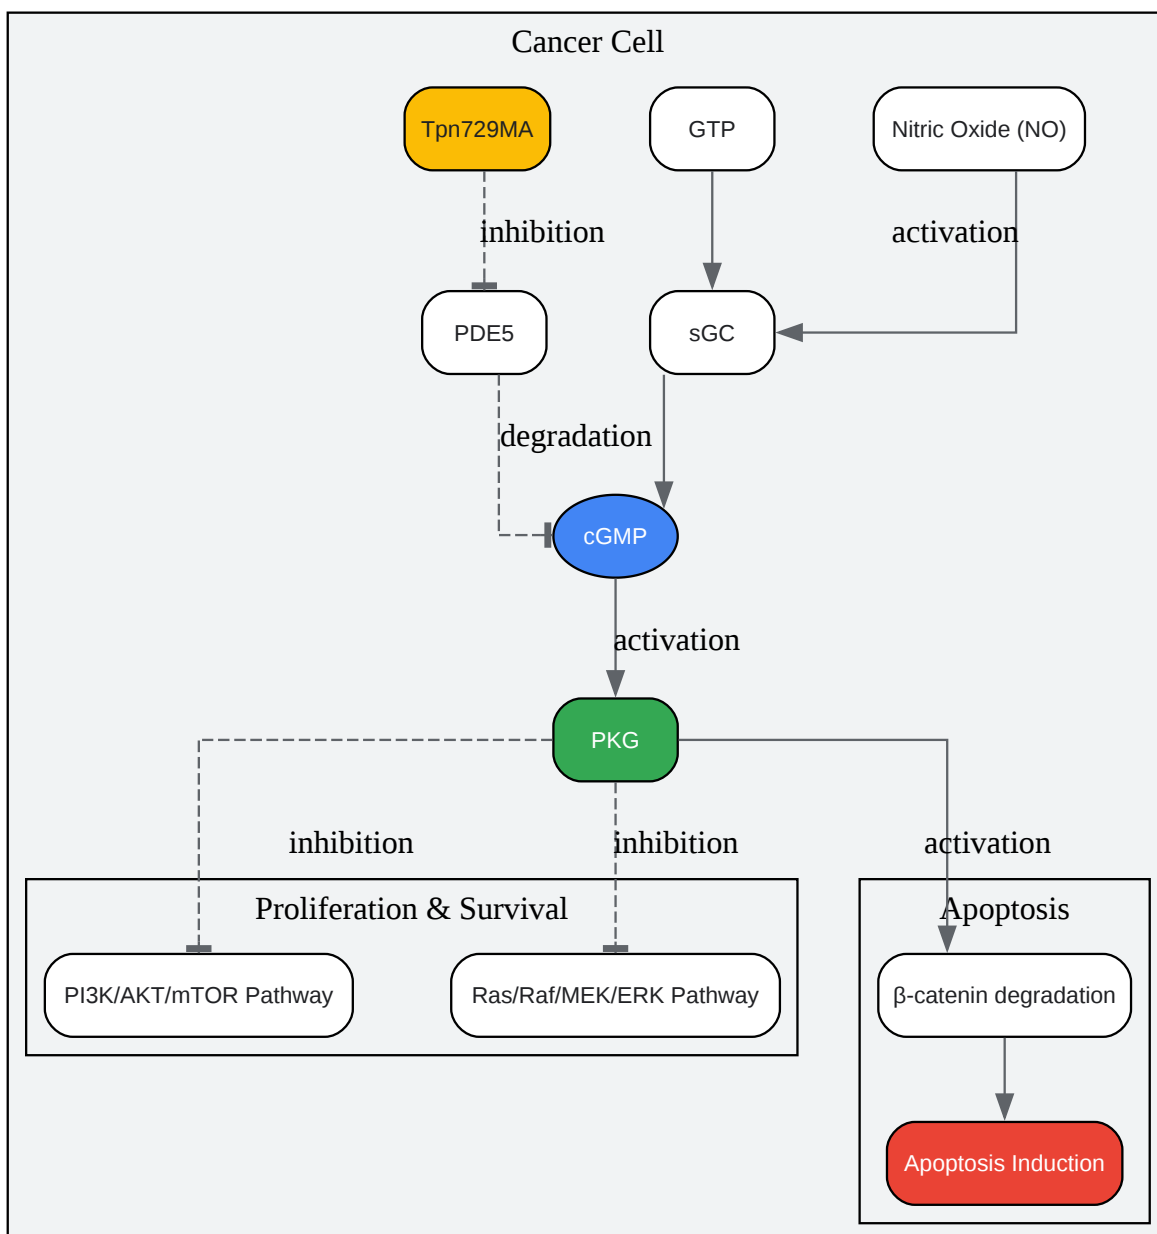 Cancer Cell
Tpn729MA
GTP
Nitric Oxide (NO)
inhibition
activation
PDE5
sGC
degradation
cGMP
activation
PKG
inhibition
inhibition
activation
Proliferation & Survival
Apoptosis
PI3K/AKT/mTOR Pathway
Ras/Raf/MEK/ERK Pathway
β-catenin degradation
Apoptosis Induction